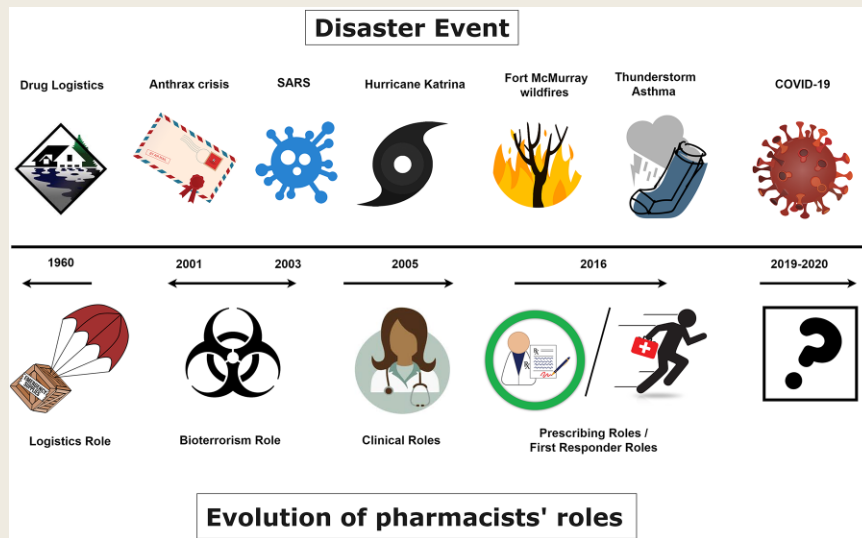 Disaster Event
Drug Logistics
Anthrax crisis
SARS
Hurricane Katrina
Fort McMurray
wildfires
Thunderstorm
Asthma
COVID-19
1960
2001
2003
2005
2016
2019-2020
EMERGENCY
SUPPLIES
Logistics Role
Bioterrorism Role
Clinical Roles
Prescribing Roles /
First Responder Roles
Evolution of pharmacists' roles